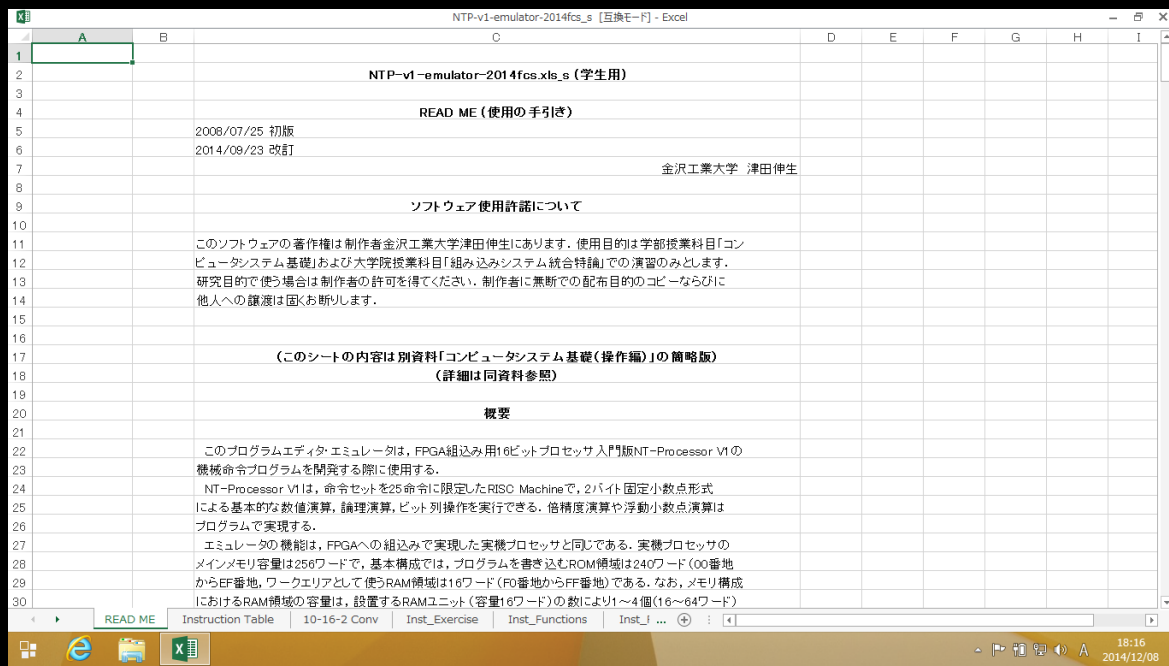 NTP-v1-emulator-2014fcs_s [互換モード] - Excel
A B C D E F G H I
1
2 NTP-v1-emulator-2014fcs.xls_s（学生用）
3
4 READ ME（使用の手引き）
5 2008/07/25 初版
6 2014/09/23 改訂
7 金沢工業大学 津田伸生
8
9 ソフトウェア使用許諾について
10
11 このソフトウェアの著作権は制作者金沢工業大学津田伸生にあります．使用目的は学部授業科目「コン
12 ピュータシステム基礎」および大学院授業科目「組み込みシステム統合特論」での演習のみとします．
13 研究目的で使う場合は制作者の許可を得てください．制作者に無断での配布目的のコピーならびに
14 他人への譲渡は固くお断りします．
15
16
17 （このシートの内容は別資料「コンピュータシステム基礎（操作編）」の簡略版）
18 （詳細は同資料参照）
19
20 概要
21
22 このプログラムエディタ・エミュレータは，FPGA組込み用16ビットプロセッサ入門版NT-Processor V1の
23 機械命令プログラムを開発する際に使用する．
24 NT-Processor V1は，命令セットを25命令に限定したRISC Machineで，2バイト固定小数点形式
25 による基本的な数値演算，論理演算，ビット列操作を実行できる．倍精度演算や浮動小数点演算は
26 プログラムで実現する．
27 エミュレータの機能は，FPGAへの組込みで実現した実機プロセッサと同じである．実機プロセッサの
28 メインメモリ容量は256ワードで，基本構成では，プログラムを書き込むROM領域は240ワード（00番地
29 からEF番地，ワークエリアとして使うRAM領域は16ワード（F0番地からFF番地）である．なお，メモリ構成
30 におけるRAM領域の容量は，設置するRAMユニット（容量16ワード）の数により1～4個（16～64ワード）
READ ME Instruction Table 10-16-2 Conv Inst_Exercise Inst_Functions Inst_F ...
A 18:16
2014/12/08